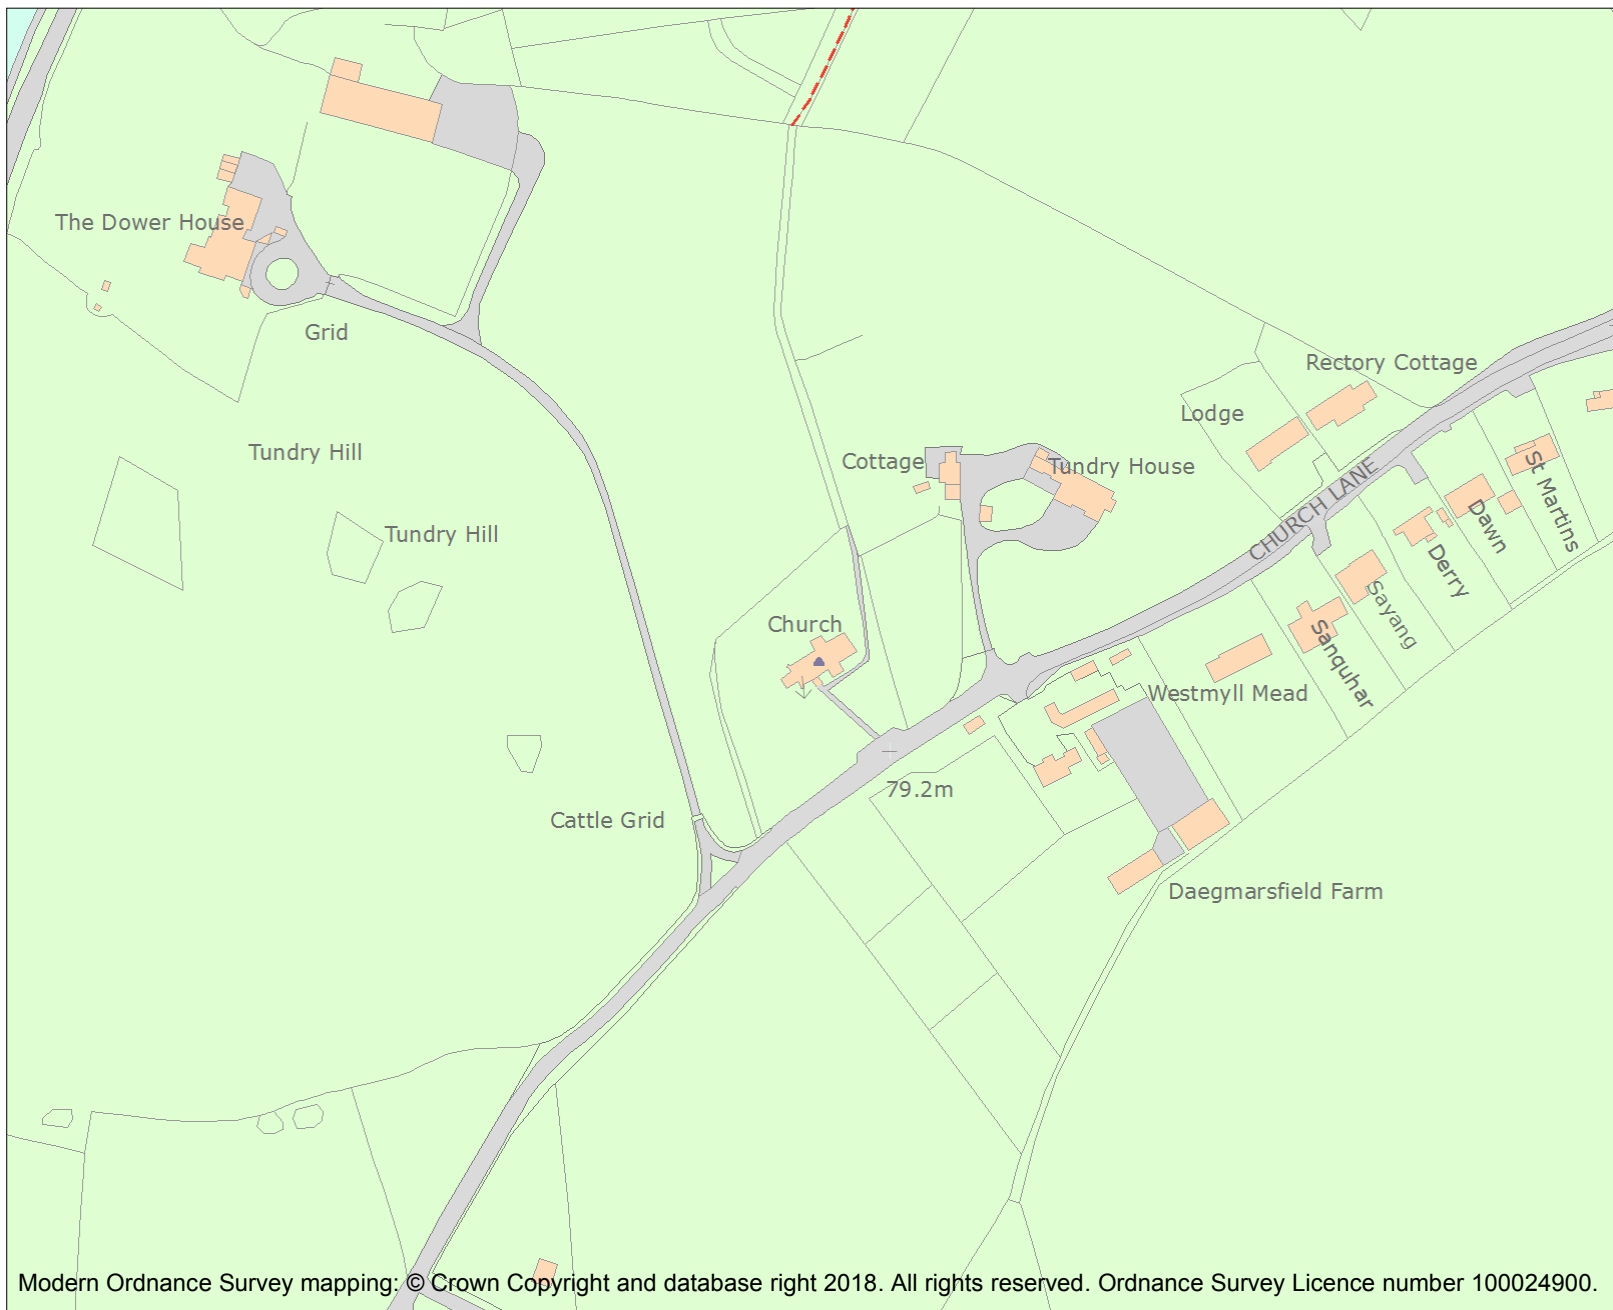 The Dower House
Grid
Rectory Cottage
Lodge
Tundry Hill
Cottage
Tundry House
CHURCH LANE
St Martins
Dawn
Tundry Hill
Derry
Sayang
Church
Sanquhar
Westmyll Mead
79.2m
Cattle Grid
Daegmarsfield Farm
Modern Ordnance Survey mapping: © Crown Copyright and database right 2018. All rights reserved. Ordnance Survey Licence number 100024900.